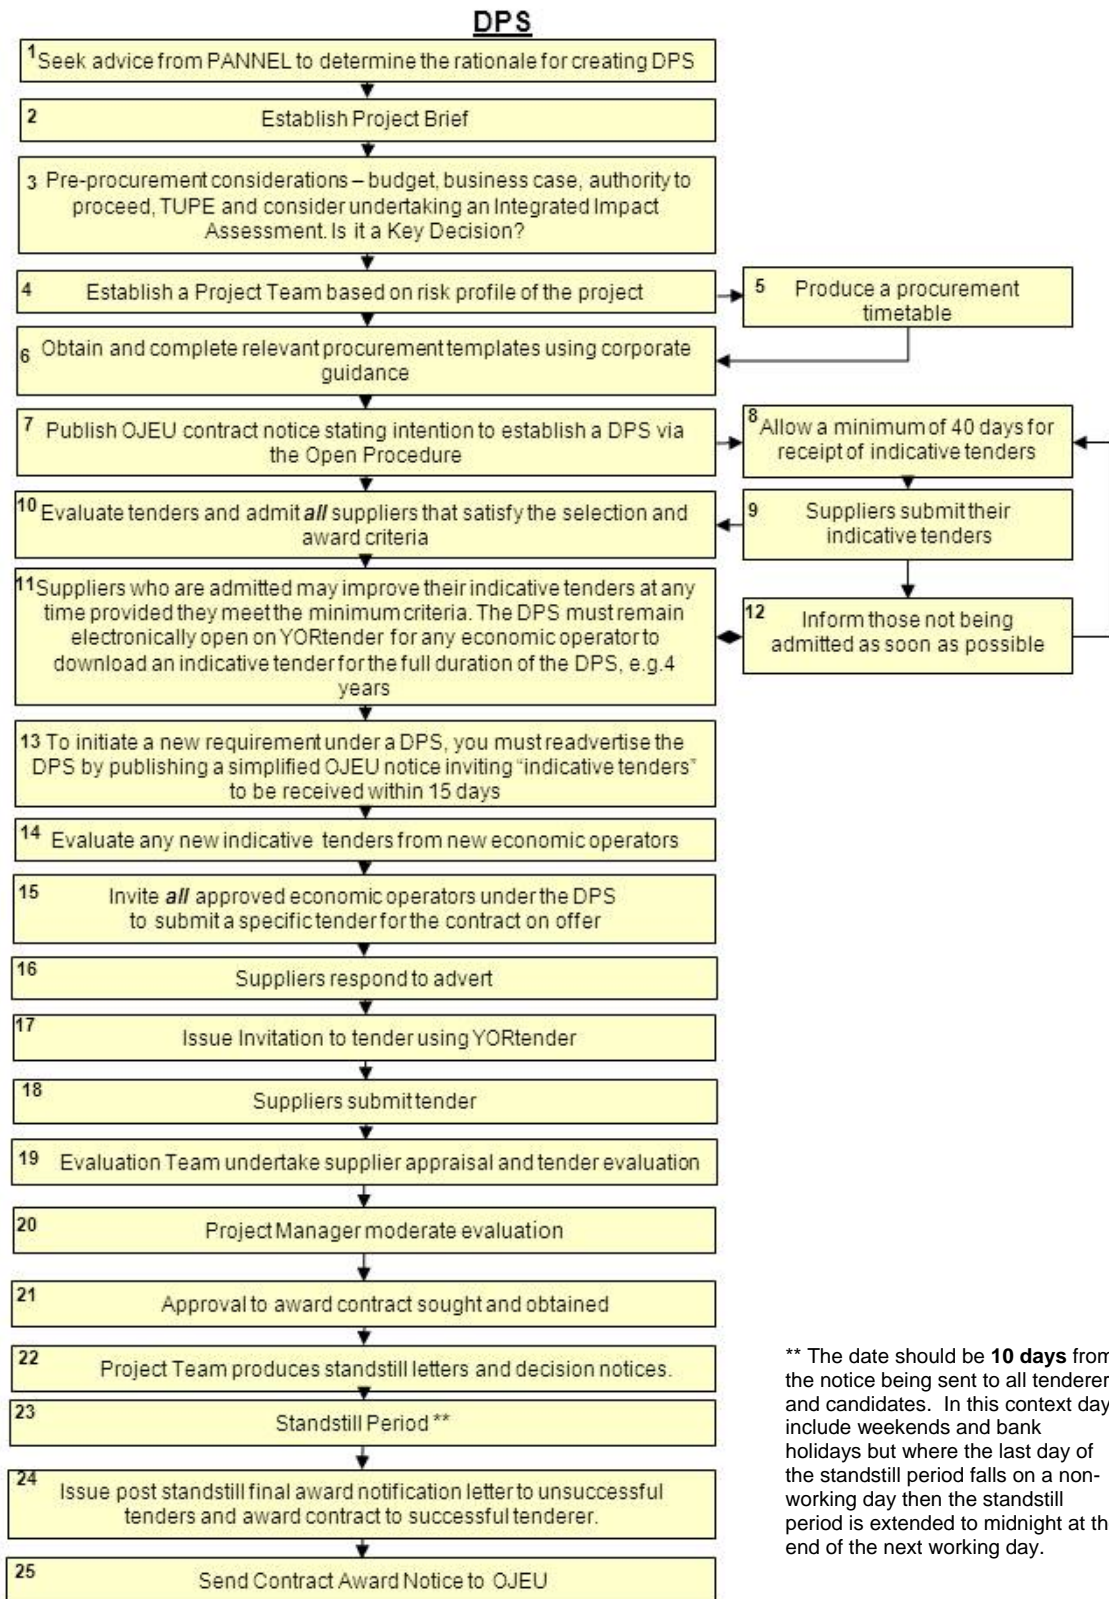 DPS
1 Seek advice from PANNEL to determine the rationale for creating DPS
2 Establish Project Brief
3 Pre-procurement considerations – budget, business case, authority to
proceed, TUPE and consider undertaking an Integrated Impact
Assessment. Is it a Key Decision?
4 Establish a Project Team based on risk profile of the project
5 Produce a procurement
timetable
6 Obtain and complete relevant procurement templates using corporate
guidance
7 Publish OJEU contract notice stating intention to establish a DPS via
the Open Procedure
8 Allow a minimum of 40 days for
receipt of indicative tenders
9 Suppliers submit their
indicative tenders
10 Evaluate tenders and admit all suppliers that satisfy the selection and
award criteria
11 Suppliers who are admitted may improve their indicative tenders at any
time provided they meet the minimum criteria. The DPS must remain
electronically open on YORtender for any economic operator to
download an indicative tender for the full duration of the DPS, e.g.4
years
12 Inform those not being
admitted as soon as possible
13 To initiate a new requirement under a DPS, you must readvertise the
DPS by publishing a simplified OJEU notice inviting “indicative tenders”
to be received within 15 days
14 Evaluate any new indicative tenders from new economic operators
15 Invite all approved economic operators under the DPS
to submit a specific tender for the contract on offer
16 Suppliers respond to advert
17 Issue Invitation to tender using YORtender
18 Suppliers submit tender
19 Evaluation Team undertake supplier appraisal and tender evaluation
20 Project Manager moderate evaluation
21 Approval to award contract sought and obtained
22 Project Team produces standstill letters and decision notices.
23 Standstill Period **
24 Issue post standstill final award notification letter to unsuccessful
tenders and award contract to successful tenderer.
25 Send Contract Award Notice to OJEU
** The date should be 10 days from
the notice being sent to all tenderer
and candidates. In this context day
include weekends and bank
holidays but where the last day of
the standstill period falls on a non-
working day then the standstill
period is extended to midnight at th
end of the next working day.